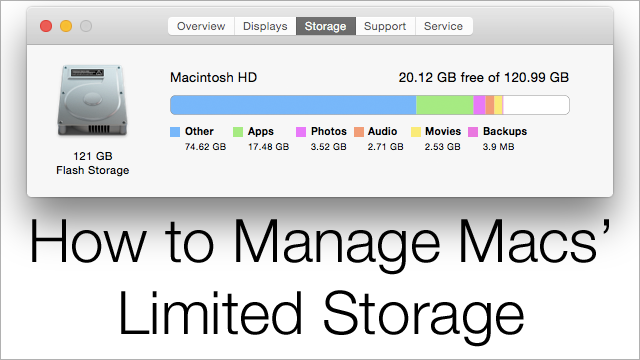 Overview Displays Storage Support Service
Macintosh HD 20.12 GB free of 120.99 GB
Other Apps Photos Audio Movies Backups
74.62 GB 17.48 GB 3.52 GB 2.71 GB 2.53 GB 3.9 MB
121 GB
Flash Storage
How to Manage Macs’
Limited Storage